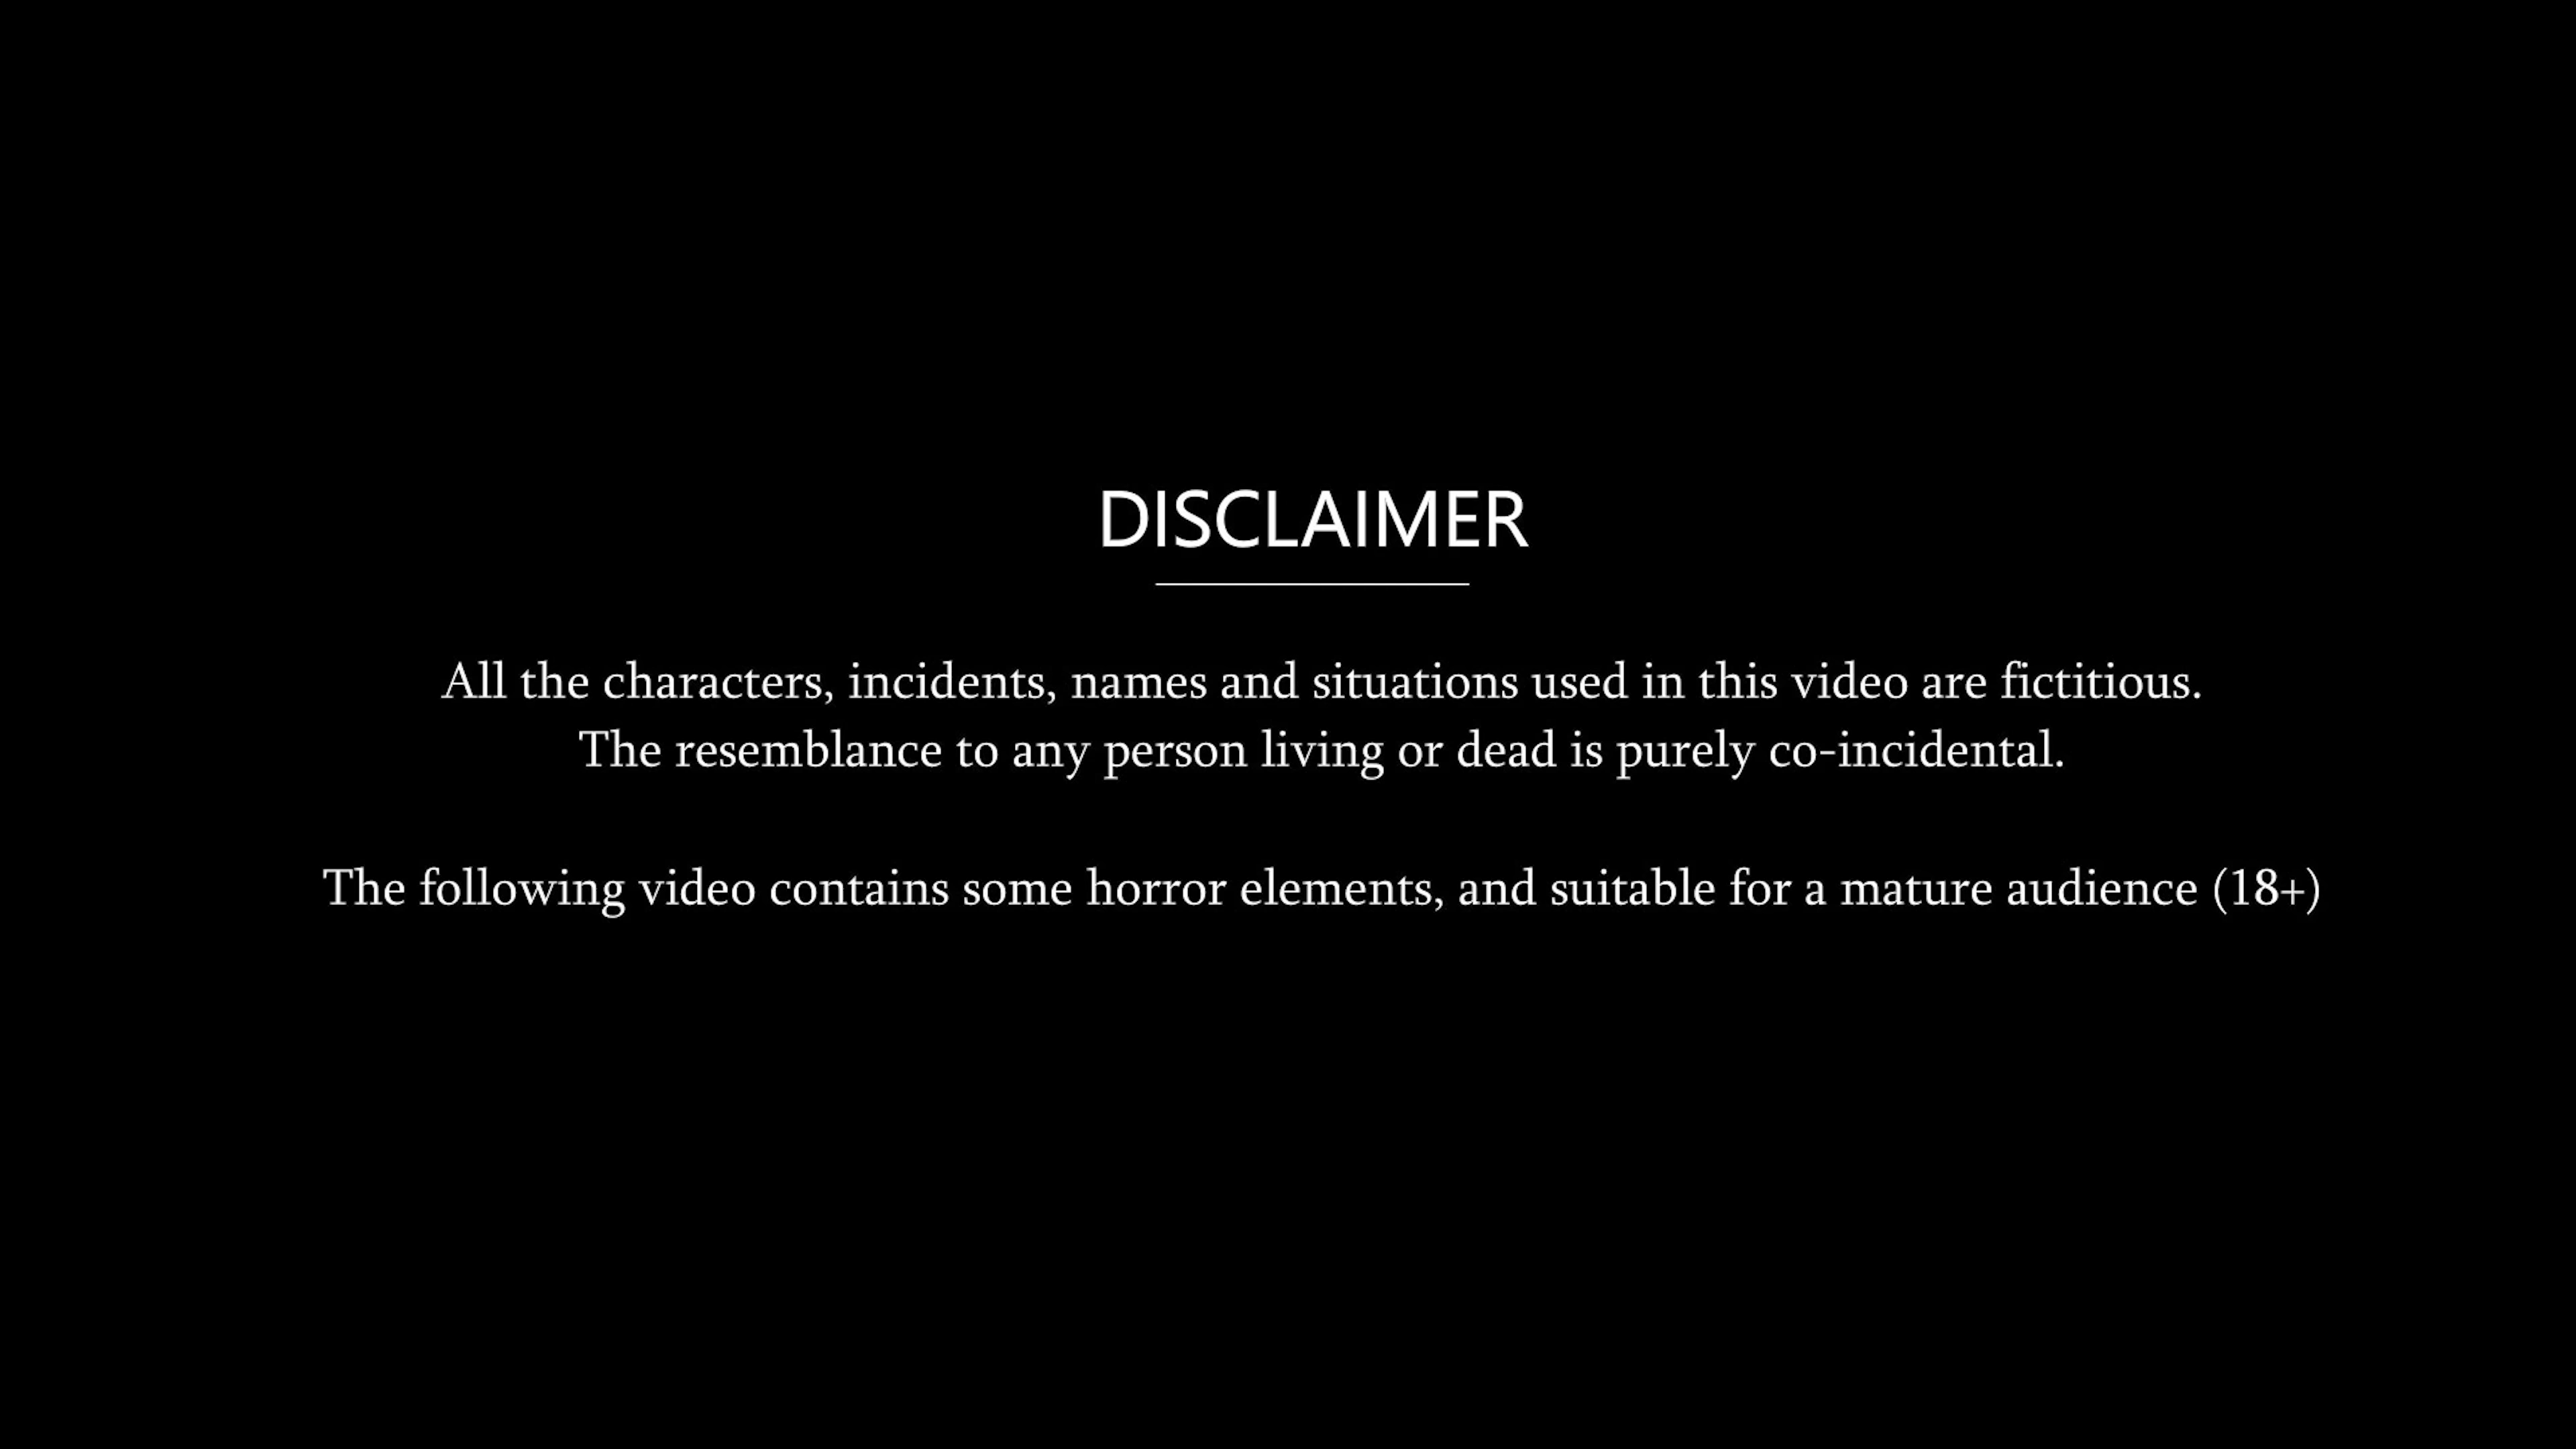 DISCLAIMER
All the characters, incidents, names and situations used in this video are fictitious.
The resemblance to any person living or dead is purely co-incidental.
The following video contains some horror elements, and suitable for a mature audience (18+)